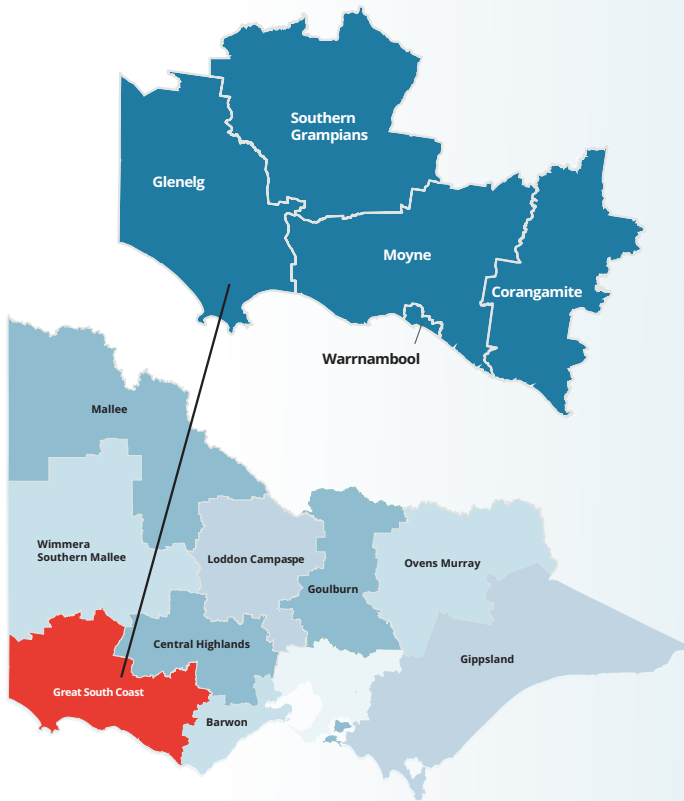 Southern
Grampians
Glenelg
Moyne
Corangamite
Warrnambool
Mallee
Wimmera
Southern Mallee
Loddon Campaspe
Ovens Murray
Goulburn
Central Highlands
Gippsland
Great South Coast
Barwon